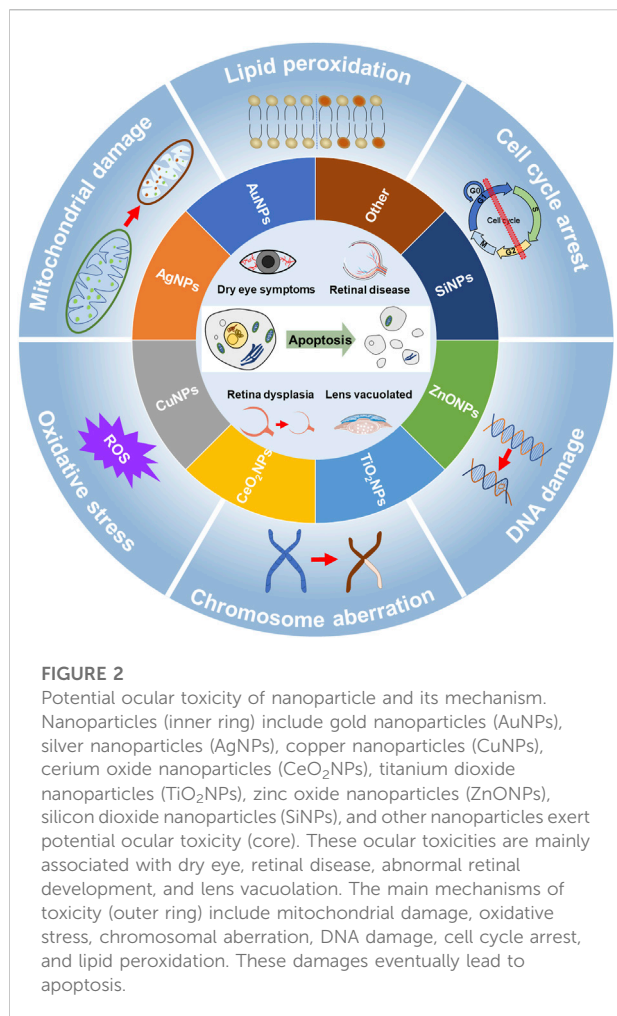 Lipid peroxidation
Mitochondrial damage
Cell cycle arrest
G0
G1
S
G2
M
Cell cycle
AuNPs
Other
AgNPs
SiNPs
Dry eye symptoms
Retinal disease
Apoptosis
CuNPs
ZnONPs
Retina dysplasia
Lens vacuolated
CeO₂NPs
TiO₂NPs
Oxidative stress
ROS
DNA damage
Chromosome aberration
FIGURE 2
Potential ocular toxicity of nanoparticle and its mechanism.
Nanoparticles (inner ring) include gold nanoparticles (AuNPs),
silver nanoparticles (AgNPs), copper nanoparticles (CuNPs),
cerium oxide nanoparticles (CeO₂NPs), titanium dioxide
nanoparticles (TiO₂NPs), zinc oxide nanoparticles (ZnONPs),
silicon dioxide nanoparticles (SiNPs), and other nanoparticles exert
potential ocular toxicity (core). These ocular toxicities are mainly
associated with dry eye, retinal disease, abnormal retinal
development, and lens vacuolation. The main mechanisms of
toxicity (outer ring) include mitochondrial damage, oxidative
stress, chromosomal aberration, DNA damage, cell cycle arrest,
and lipid peroxidation. These damages eventually lead to
apoptosis.